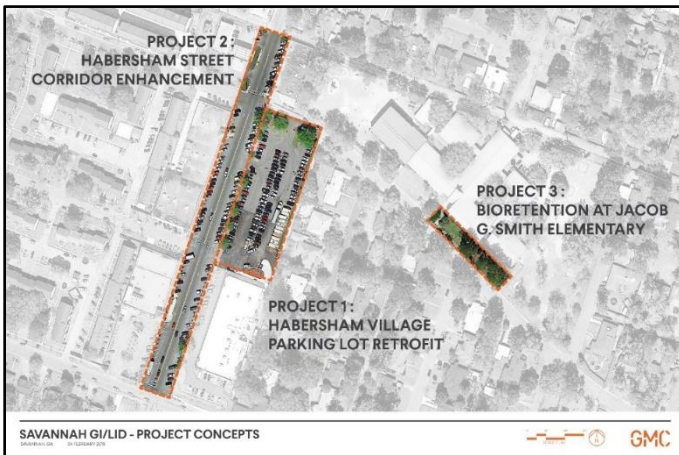 PROJECT 2 :
HABERSHAM STREET
CORRIDOR ENHANCEMENT
PROJECT 3 :
BIORETENTION AT JACOB
G. SMITH ELEMENTARY
PROJECT 1 :
HABERSHAM VILLAGE
PARKING LOT RETROFIT
SAVANNAH GI/LID - PROJECT CONCEPTS
GMC